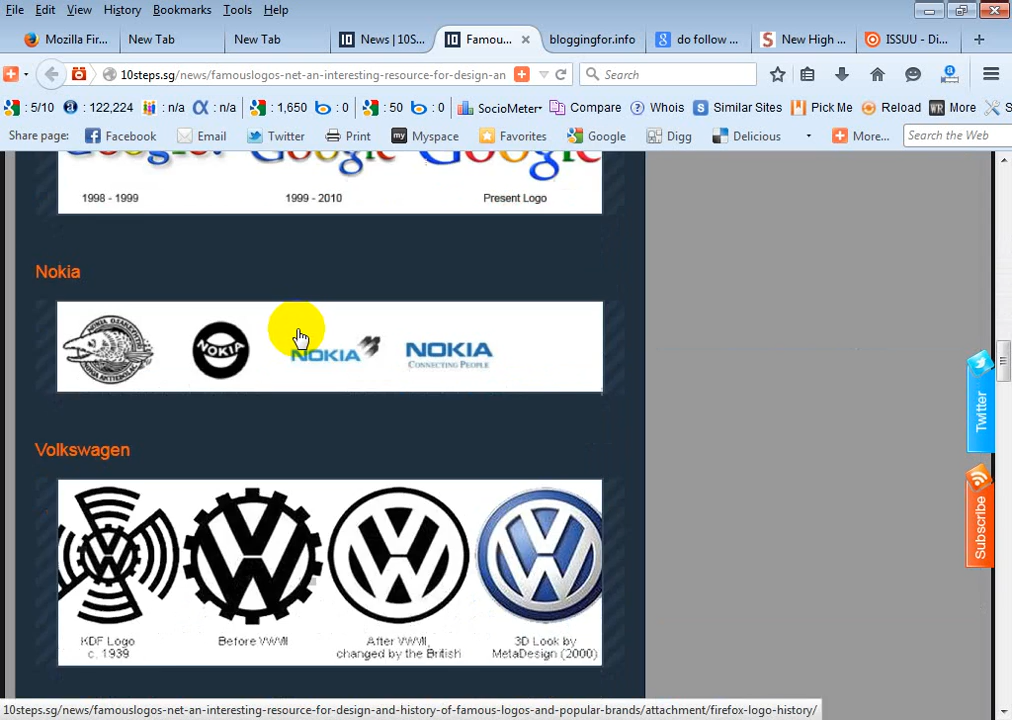 File Edit View History Bookmarks Tools Help
Mozilla Fir... New Tab New Tab News | 10S... Famou... bloggingfor.info do follow ... New High ... ISSUU - Di...
10steps.sg/news/famouslogos-net-an-interesting-resource-for-design-an Search
: 5/10 : 122,224 : n/a : n/a : 1,650 : 0 : 50 : 0 SocioMeter Compare Whois Similar Sites Pick Me Reload More
Share page: Facebook Email Twitter Print Myspace Favorites Google Digg Delicious More... Search the Web
Google Google Google
1998 - 1999 1999 - 2010 Present Logo
Nokia
NOKIA NOKIA NOKIA
CONNECTING PEOPLE
Volkswagen
KDF Logo
c. 1939
Before WWII
After WWII,
changed by the British
3D Look by
MetaDesign (2000)
Twitter
Subscribe
10steps.sg/news/famouslogos-net-an-interesting-resource-for-design-and-history-of-famous-logos-and-popular-brands/attachment/firefox-logo-history/